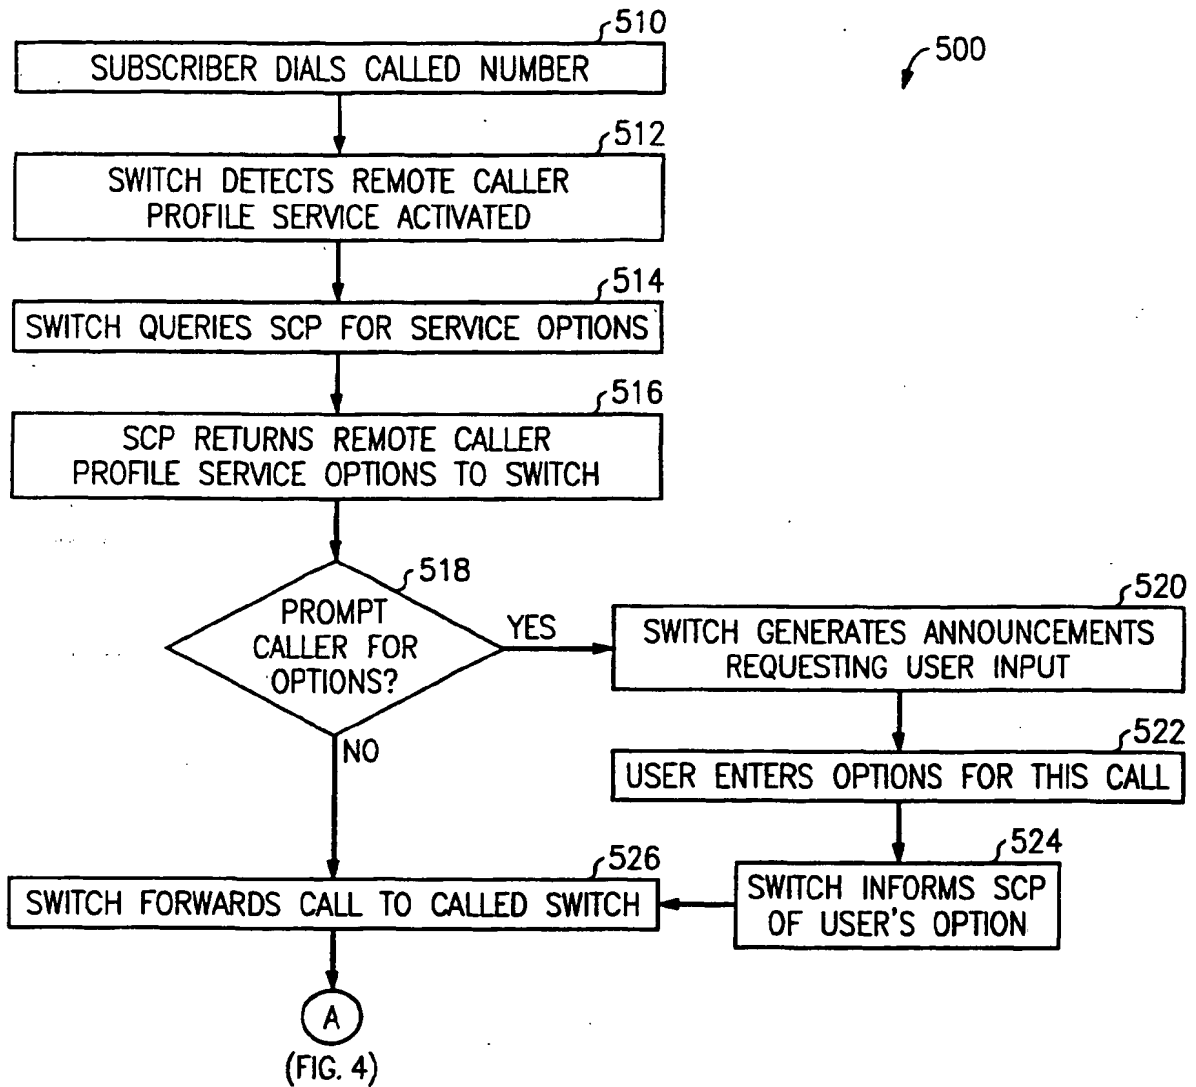 510
SUBSCRIBER DIALS CALLED NUMBER
500
512
SWITCH DETECTS REMOTE CALLER
PROFILE SERVICE ACTIVATED
514
SWITCH QUERIES SCP FOR SERVICE OPTIONS
516
SCP RETURNS REMOTE CALLER
PROFILE SERVICE OPTIONS TO SWITCH
518
PROMPT
CALLER FOR
OPTIONS?
YES
NO
520
SWITCH GENERATES ANNOUNCEMENTS
REQUESTING USER INPUT
522
USER ENTERS OPTIONS FOR THIS CALL
524
SWITCH INFORMS SCP
OF USER'S OPTION
526
SWITCH FORWARDS CALL TO CALLED SWITCH
A
(FIG. 4)